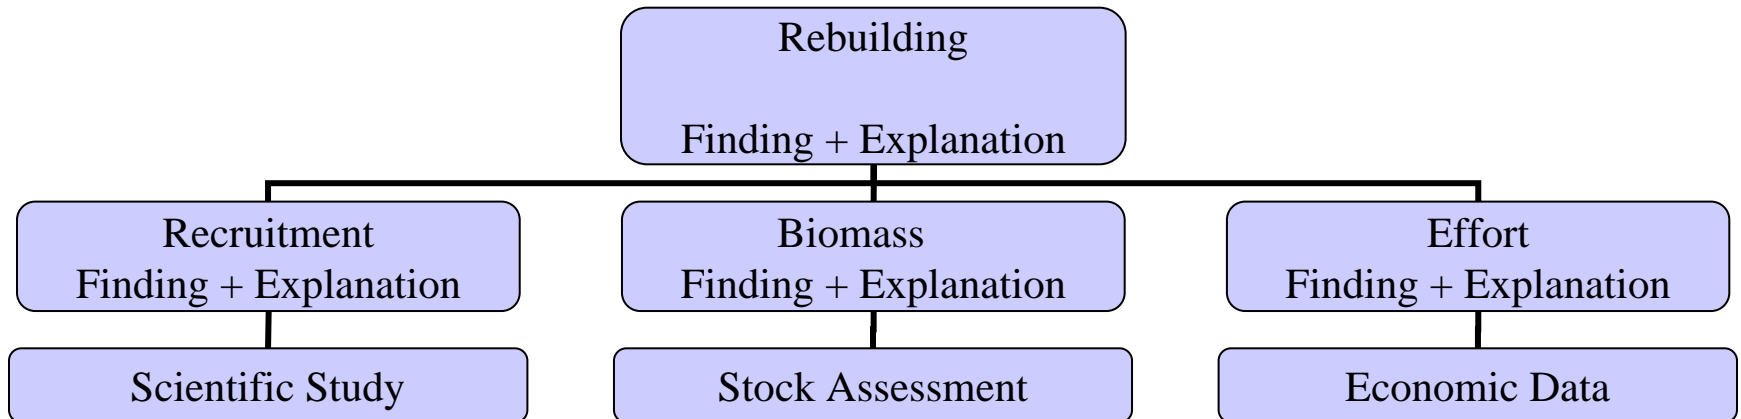 Rebuilding
Finding + Explanation
Recruitment
Finding + Explanation
Biomass
Finding + Explanation
Effort
Finding + Explanation
Scientific Study
Stock Assessment
Economic Data